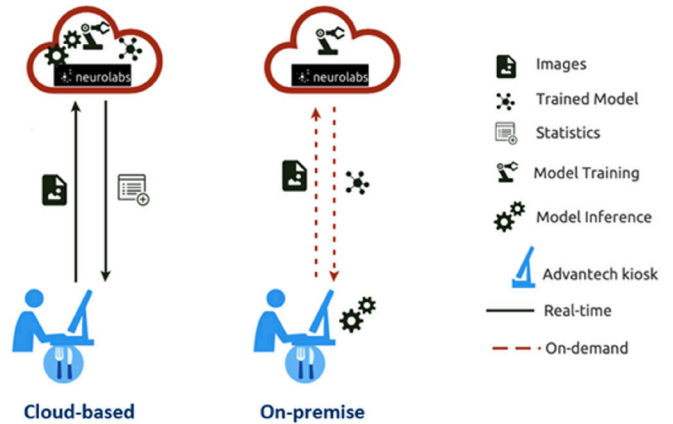 neurolabs
neurolabs
Images
Trained Model
Statistics
Model Training
Model Inference
Advantech kiosk
Real-time
On-demand
Cloud-based
On-premise